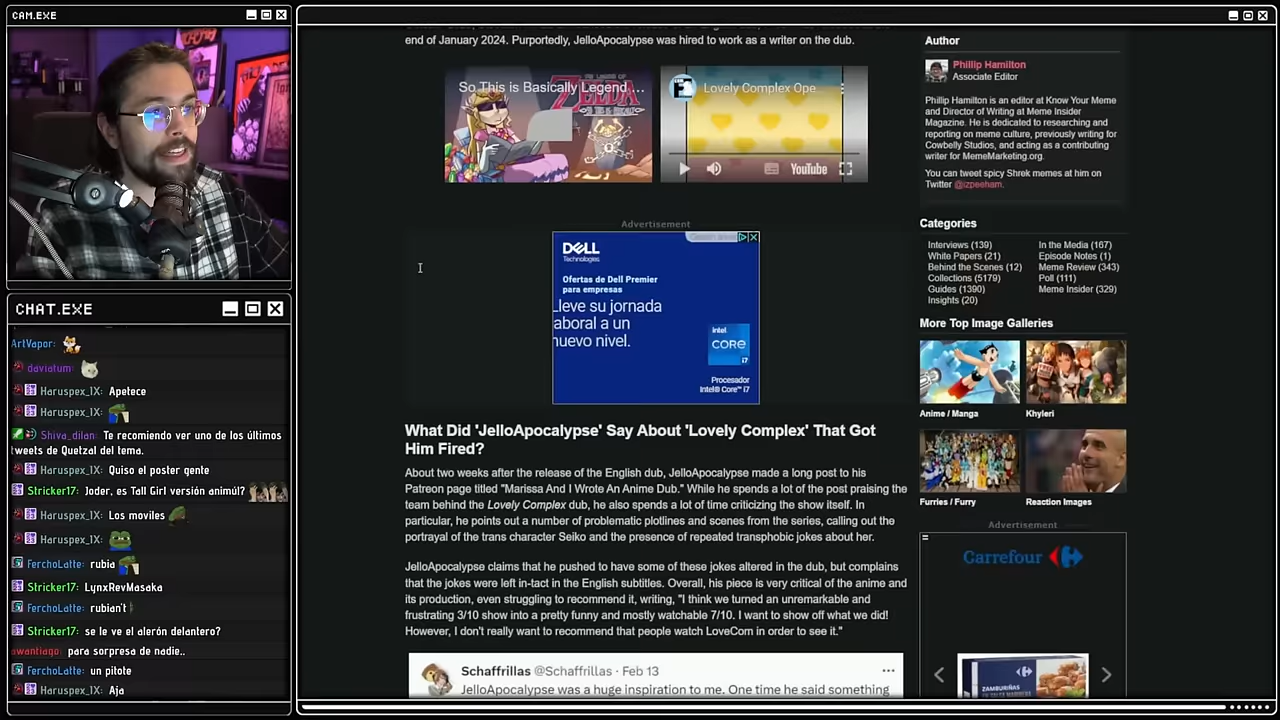 CAM.EXE
CHAT.EXE
ArtVapor:
daviatum:
Haruspex_IX: Apetece
Haruspex_IX:
Shiva_dilan: Te recomiendo ver uno de los últimos
tweets de Quetzal del tema.
Haruspex_IX: Quiso el poster gente
Stricker17: Joder, es Tall Girl versión animú!?
Haruspex_IX: Los moviles
Haruspex_IX:
FerchoLatte: rubia
Stricker17: LynxRevMasaka
FerchoLatte: rubian't
Stricker17: se le ve el alerón delantero?
owantiago: para sorpresa de nadie..
FerchoLatte: un pitote
Haruspex_IX: Aja
end of January 2024. Purportedly, JelloApocalypse was hired to work as a writer on the dub.
So This is Basically Legend ...
THE LEGEND OF
ZELDA
Lovely Complex Ope
YouTube
Advertisement
DELL
Technologies
Ofertas de Dell Premier
para empresas
Lleve su jornada
laboral a un
nuevo nivel.
intel
CORE
i7
Procesador
Intel® Core™ i7
What Did 'JelloApocalypse' Say About 'Lovely Complex' That Got
Him Fired?
About two weeks after the release of the English dub, JelloApocalypse made a long post to his
Patreon page titled "Marissa And I Wrote An Anime Dub." While he spends a lot of the post praising the
team behind the Lovely Complex dub, he also spends a lot of time criticizing the show itself. In
particular, he points out a number of problematic plotlines and scenes from the series, calling out the
portrayal of the trans character Seiko and the presence of repeated transphobic jokes about her.
JelloApocalypse claims that he pushed to have some of these jokes altered in the dub, but complains
that the jokes were left in-tact in the English subtitles. Overall, his piece is very critical of the anime and
its production, even struggling to recommend it, writing, "I think we turned an unremarkable and
frustrating 3/10 show into a pretty funny and mostly watchable 7/10. I want to show off what we did!
However, I don't really want to recommend that people watch LoveCom in order to see it."
Schaffrillas @Schaffrillas · Feb 13
JelloApocalypse was a huge inspiration to me. One time he said something
Author
Phillip Hamilton
Associate Editor
Phillip Hamilton is an editor at Know Your Meme
and Director of Writing at Meme Insider
Magazine. He is dedicated to researching and
reporting on meme culture, previously writing for
Cowbelly Studios, and acting as a contributing
writer for MemeMarketing.org.
You can tweet spicy Shrek memes at him on
Twitter @izpeeham.
Categories
Interviews (139)
White Papers (21)
Behind the Scenes (12)
Collections (5179)
Guides (1390)
Insights (20)
In the Media (167)
Episode Notes (1)
Meme Review (343)
Poll (111)
Meme Insider (329)
More Top Image Galleries
Anime / Manga
Khyleri
Furries / Furry
Reaction Images
Advertisement
Carrefour
ZAMBURIÑAS